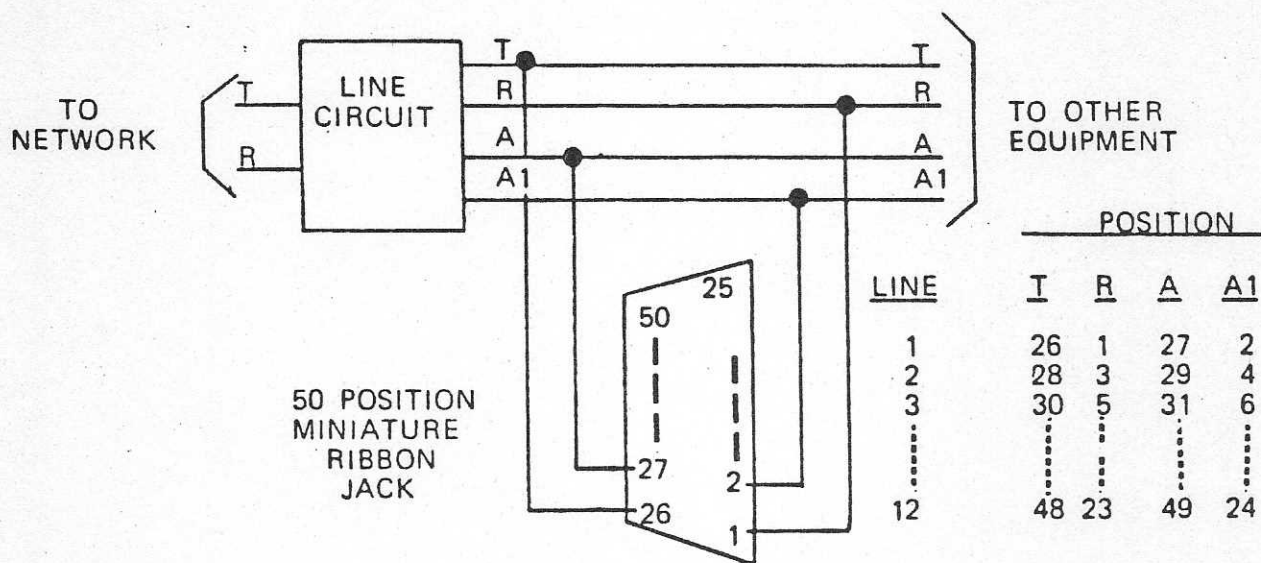 TO
NETWORK
T
R
LINE
CIRCUIT
T
R
A
A1
T
R
A
A1
TO OTHER
EQUIPMENT
50 POSITION
MINIATURE
RIBBON
JACK
25
50
27
26
2
1
POSITION
LINE T R A A1
1 26 1 27 2
2 28 3 29 4
3 30 5 31 6
12 48 23 49 24